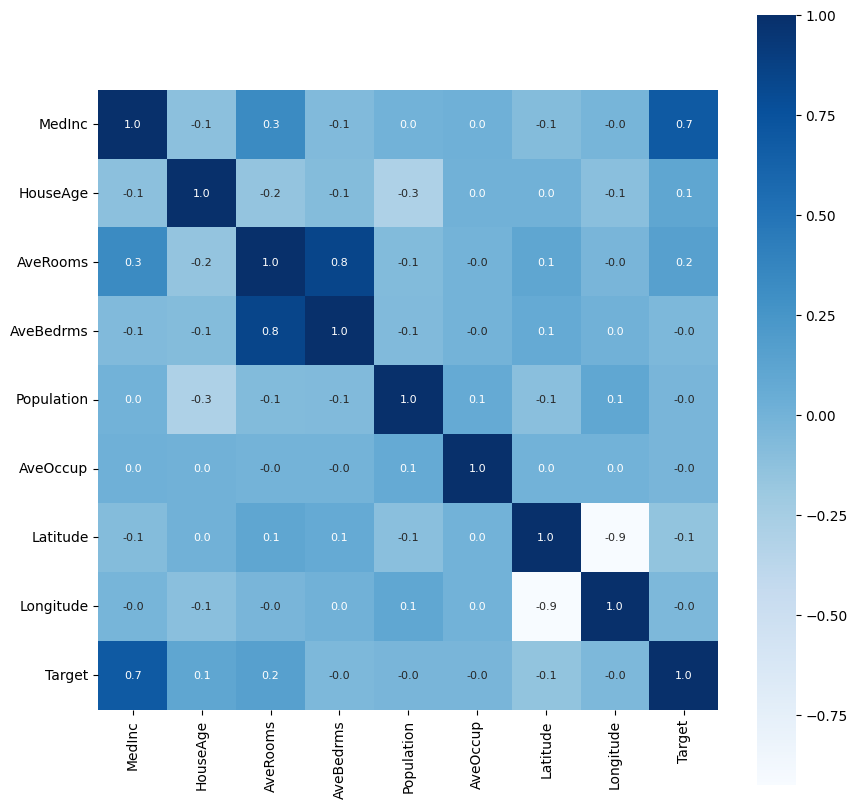 MedInc 1.0 -0.1 0.3 -0.1 0.0 0.0 -0.1 -0.0 0.7
HouseAge -0.1 1.0 -0.2 -0.1 -0.3 0.0 0.0 -0.1 0.1
AveRooms 0.3 -0.2 1.0 0.8 -0.1 -0.0 0.1 -0.0 0.2
AveBedrms -0.1 -0.1 0.8 1.0 -0.1 -0.0 0.1 0.0 -0.0
Population 0.0 -0.3 -0.1 -0.1 1.0 0.1 -0.1 0.1 -0.0
AveOccup 0.0 0.0 -0.0 -0.0 0.1 1.0 0.0 0.0 -0.0
Latitude -0.1 0.0 0.1 0.1 -0.1 0.0 1.0 -0.9 -0.1
Longitude -0.0 -0.1 -0.0 0.0 0.1 0.0 -0.9 1.0 -0.0
Target 0.7 0.1 0.2 -0.0 -0.0 -0.0 -0.1 -0.0 1.0
MedInc HouseAge AveRooms AveBedrms Population AveOccup Latitude Longitude Target
1.00
0.75
0.50
0.25
0.00
−0.25
−0.50
−0.75